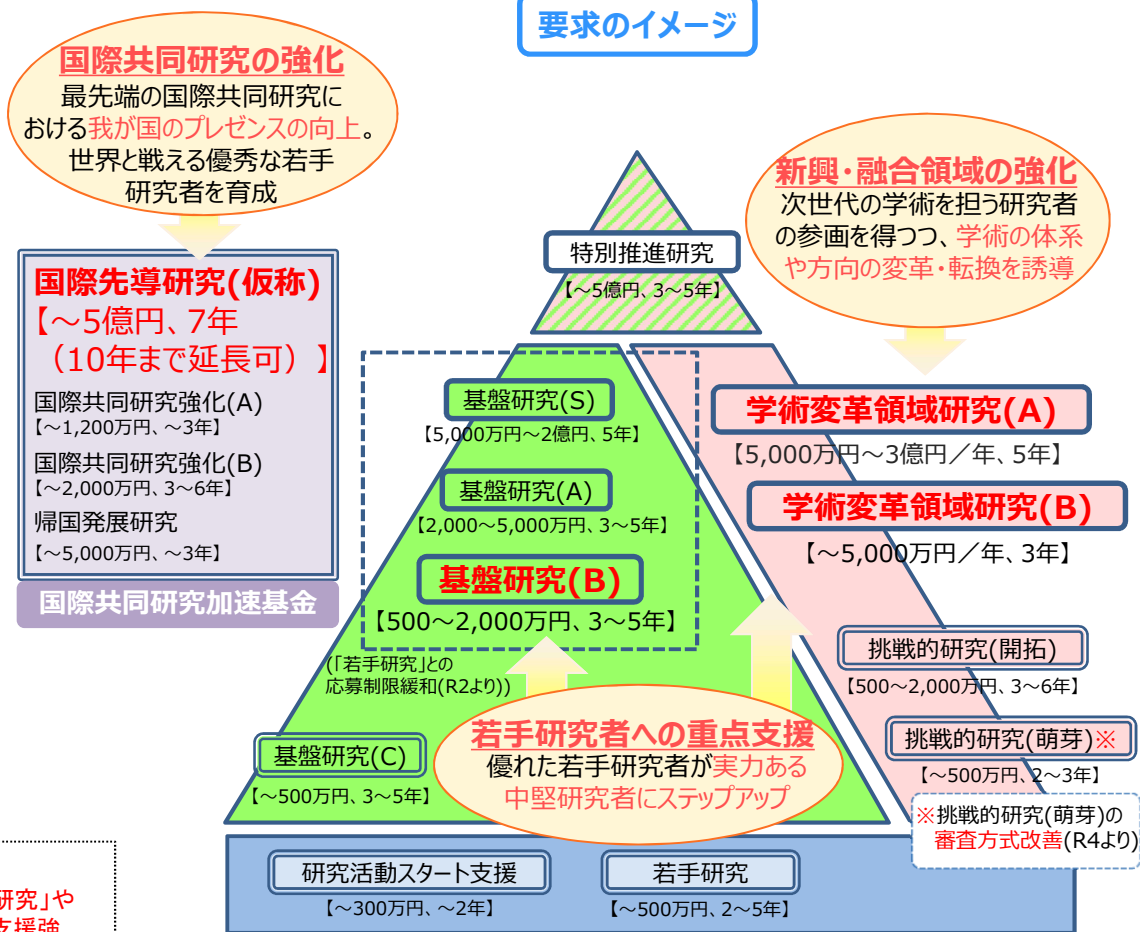 要求のイメージ
国際共同研究の強化
最先端の国際共同研究に
おける我が国のプレゼンスの向上。
世界と戦える優秀な若手
研究者を育成
国際先導研究(仮称)
【～5億円、7年
（10年まで延長可）】
国際共同研究強化(A)
【～1,200万円、～3年】
国際共同研究強化(B)
【～2,000万円、3～6年】
帰国発展研究
【～5,000万円、～3年】
国際共同研究加速基金
特別推進研究
【～5億円、3～5年】
新興・融合領域の強化
次世代の学術を担う研究者
の参画を得つつ、学術の体系
や方向の変革・転換を誘導
基盤研究(S)
【5,000万円～2億円、5年】
基盤研究(A)
【2,000～5,000万円、3～5年】
基盤研究(B)
【500～2,000万円、3～5年】
(「若手研究」との
応募制限緩和(R2より))
基盤研究(C)
【～500万円、3～5年】
学術変革領域研究(A)
【5,000万円～3億円／年、5年】
学術変革領域研究(B)
【～5,000万円／年、3年】
挑戦的研究(開拓)
【500～2,000万円、3～6年】
挑戦的研究(萌芽)※
【～500万円、2～3年】
※挑戦的研究(萌芽)の
審査方式改善(R4より)
若手研究者への重点支援
優れた若手研究者が実力ある
中堅研究者にステップアップ
研究活動スタート支援
【～300万円、～2年】
若手研究
【～500万円、2～5年】
研究」や
支援強